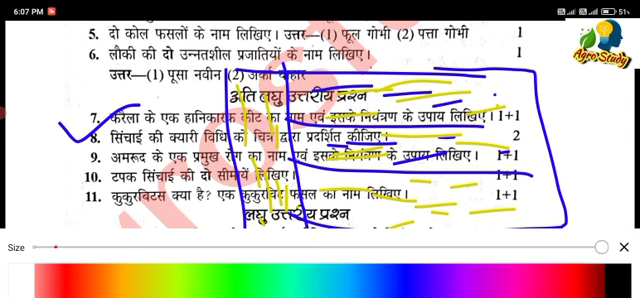 6:07 PM
51%
5. दो कोल फसलों के नाम लिखिए। उत्तर—(1) फूल गोभी (2) पत्ता गोभी 1
6. लौकी की दो उन्नतशील प्रजातियों के नाम लिखिए। 1
उत्तर—(1) पूसा नवीन (2) अर्का बहार
अति लघु उत्तरीय प्रश्न
7. करेला के एक हानिकारक कीट का नाम एवं इसके नियंत्रण के उपाय लिखिए। 1+1
8. सिंचाई की क्यारी विधि को चित्र द्वारा प्रदर्शित कीजिए। 2
9. अमरूद के एक प्रमुख रोग का नाम एवं इसके नियंत्रण के उपाय लिखिए। 1+1
10. टपक सिंचाई की दो सीमायें लिखिए। 1+1
11. कुकुरबिटस क्या है? एक कुकुरबिट फसल का नाम लिखिए। 1+1
लघु उत्तरीय प्रश्न
Agro Study
Size